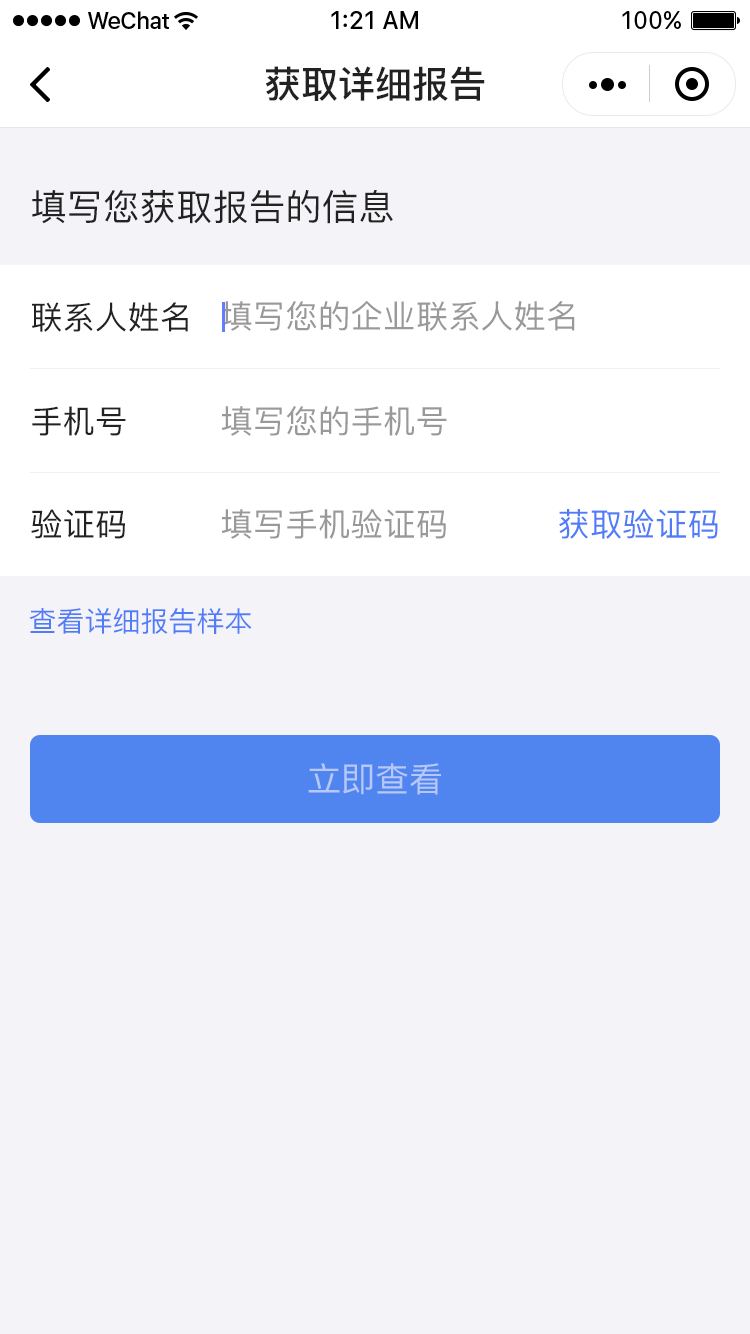 WeChat 1:21 AM 100%
获取详细报告
填写您获取报告的信息
联系人姓名 填写您的企业联系人姓名
手机号 填写您的手机号
验证码 填写手机验证码 获取验证码
查看详细报告样本
立即查看